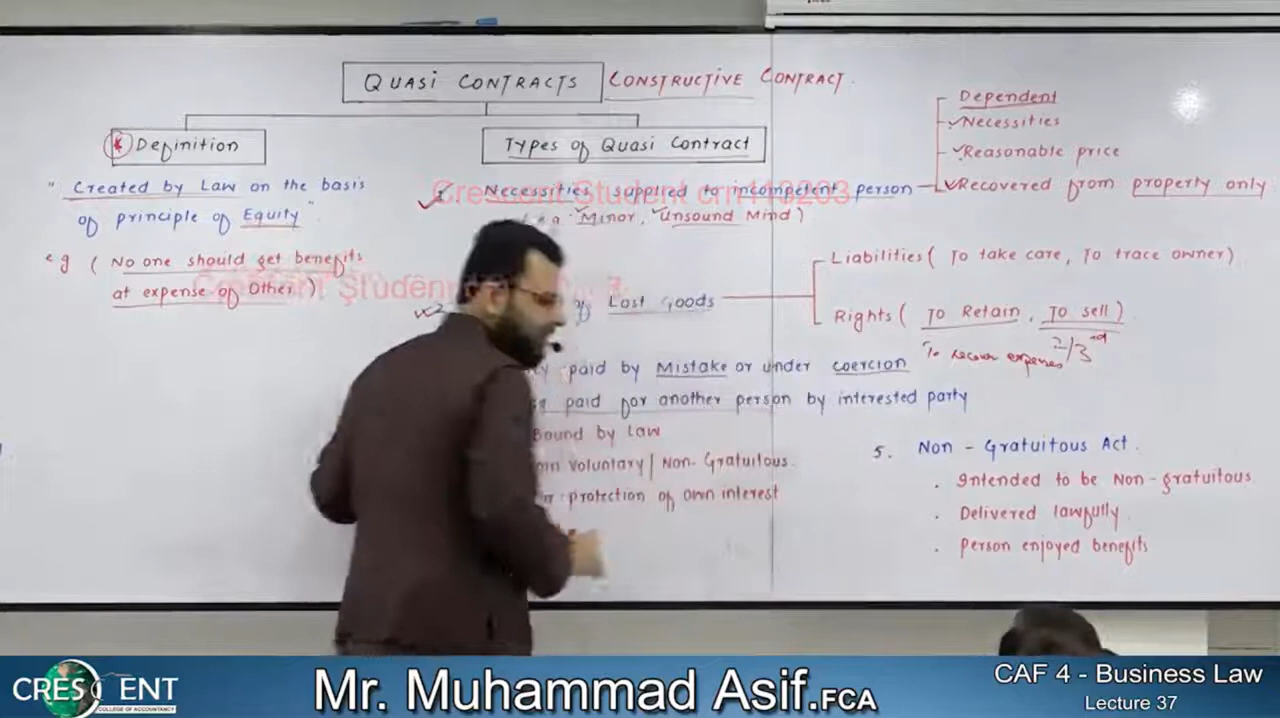 QUASI CONTRACTS CONSTRUCTIVE CONTRACT.
* Definition
" Created by Law on the basis
of principle of Equity "
eg ( No one should get benefits
at expense of Other )
Types of Quasi Contract
Necessities supplied to incompetent person
Minor, Unsound Mind )
Dependent
Necessities
Reasonable price
Recovered from property only
Lost Goods
Liabilities ( To take care, To trace owner )
Rights ( To Retain, To sell )
To recover expenses 2/3rd
paid by Mistake or under coercion
paid for another person by interested party
Bound by law
Voluntary / Non-Gratuitous.
protection of own interest
5. Non - Gratuitous Act.
. Intended to be Non-gratuitous
. Delivered lawfully.
. Person enjoyed benefits
Crescent Student crn113203
Student
CRESCENT
COLLEGE OF ACCOUNTANCY
Mr. Muhammad Asif.FCA
CAF 4 - Business Law
Lecture 37